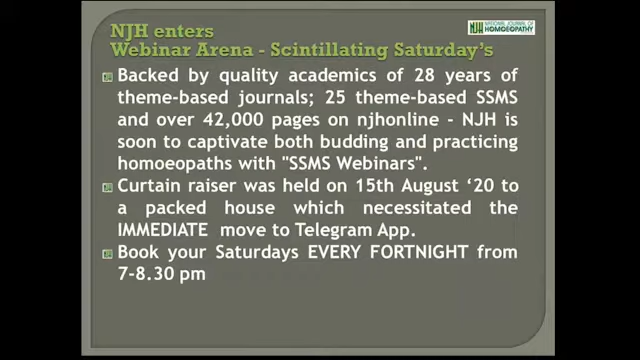 NJH enters
NJH NATIONAL JOURNAL OF
HOMOEOPATHY
Webinar Arena - Scintillating Saturday's
Backed by quality academics of 28 years of
theme-based journals; 25 theme-based SSMS
and over 42,000 pages on njhonline - NJH is
soon to captivate both budding and practicing
homoeopaths with "SSMS Webinars".
Curtain raiser was held on 15th August ‘20 to
a packed house which necessitated the
IMMEDIATE move to Telegram App.
Book your Saturdays EVERY FORTNIGHT from
7-8.30 pm